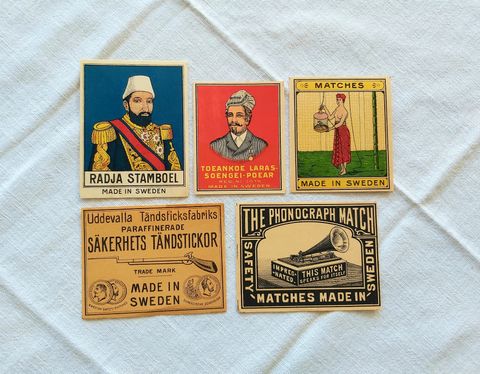 RADJA STAMBOEL
MADE IN SWEDEN
TOEANKOE LARAS-
SOENGEI-POEAR
MADE IN SWEDEN
MATCHES
MADE IN SWEDEN
Uddevalla Tändsticksfabriks
PARAFFINERADE
SÄKERHETS TÄNDSTICKOR
TRADE MARK
MADE IN
SWEDEN
THE PHONOGRAPH MATCH
SAFETY
IMPREG-
NATED.
THIS MATCH
SPEAKS FOR ITSELF
MATCHES MADE IN
SWEDEN